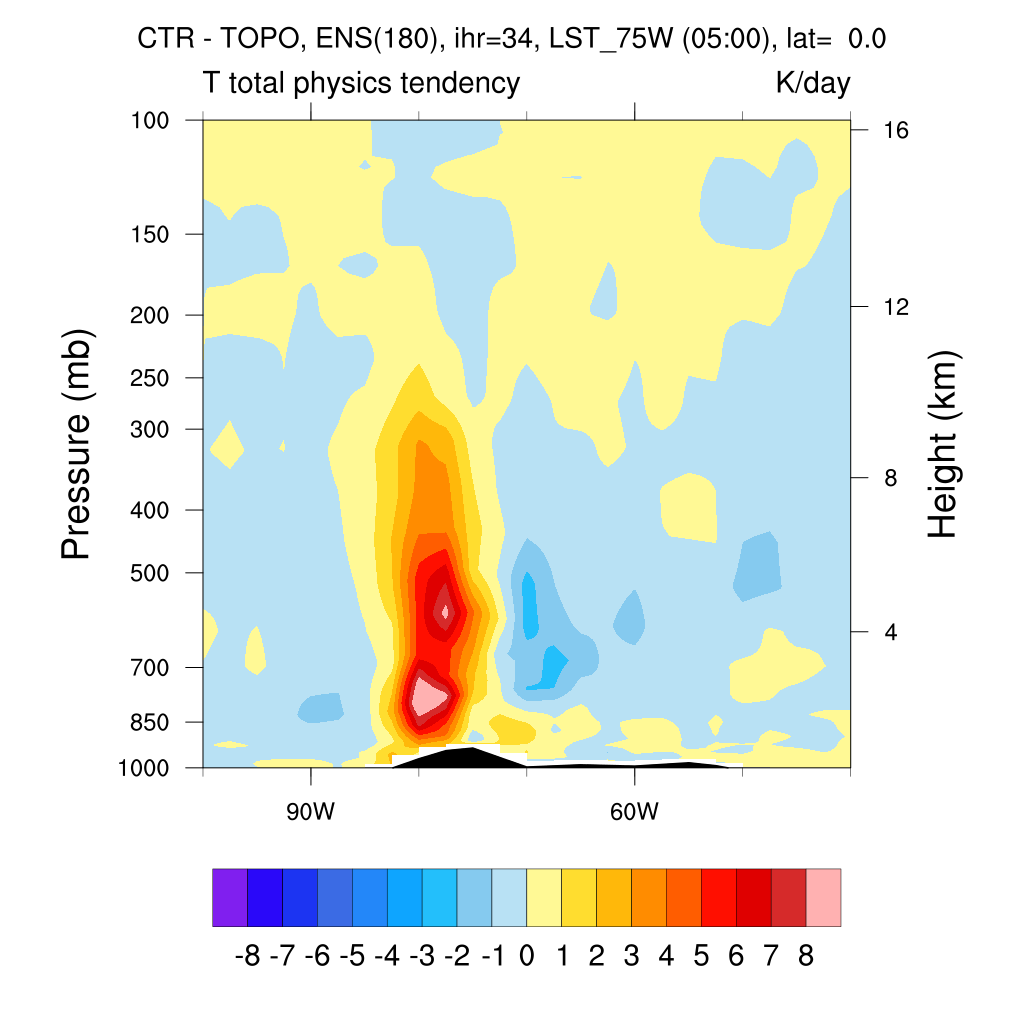 CTR - TOPO, ENS(180), ihr=34, LST_75W (05:00), lat=  0.0
T total physics tendency K/day
100
150
200
250
300
400
500
700
850
1000
Pressure (mb)
16
12
8
4
Height (km)
90W 60W
-8 -7 -6 -5 -4 -3 -2 -1 0 1 2 3 4 5 6 7 8